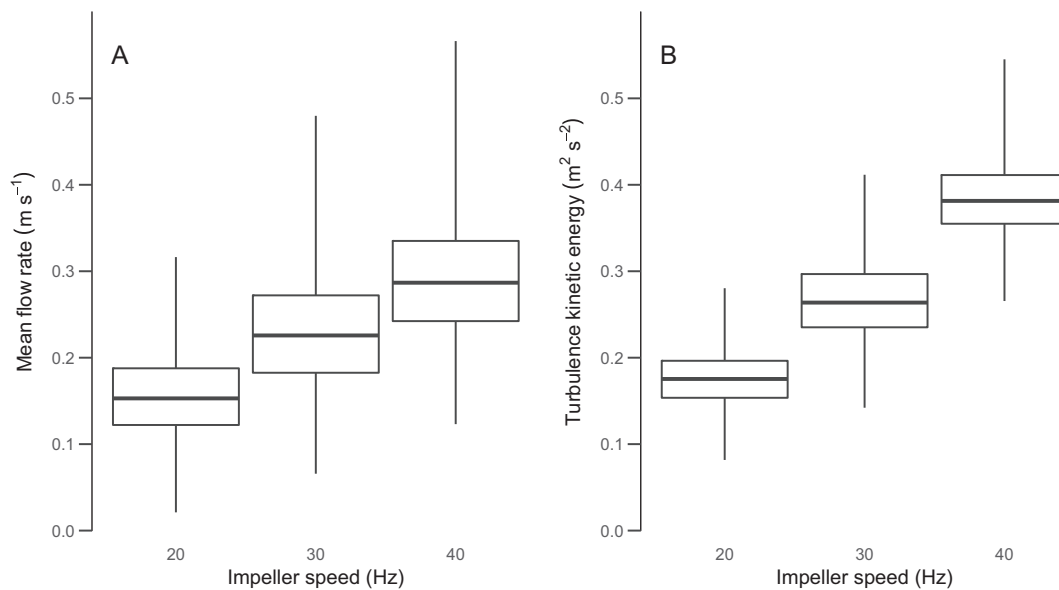 A
Mean flow rate (m s⁻¹)
0.5
0.4
0.3
0.2
0.1
0.0
20 30 40
Impeller speed (Hz)
B
Turbulence kinetic energy (m² s⁻²)
0.5
0.4
0.3
0.2
0.1
0.0
20 30 40
Impeller speed (Hz)